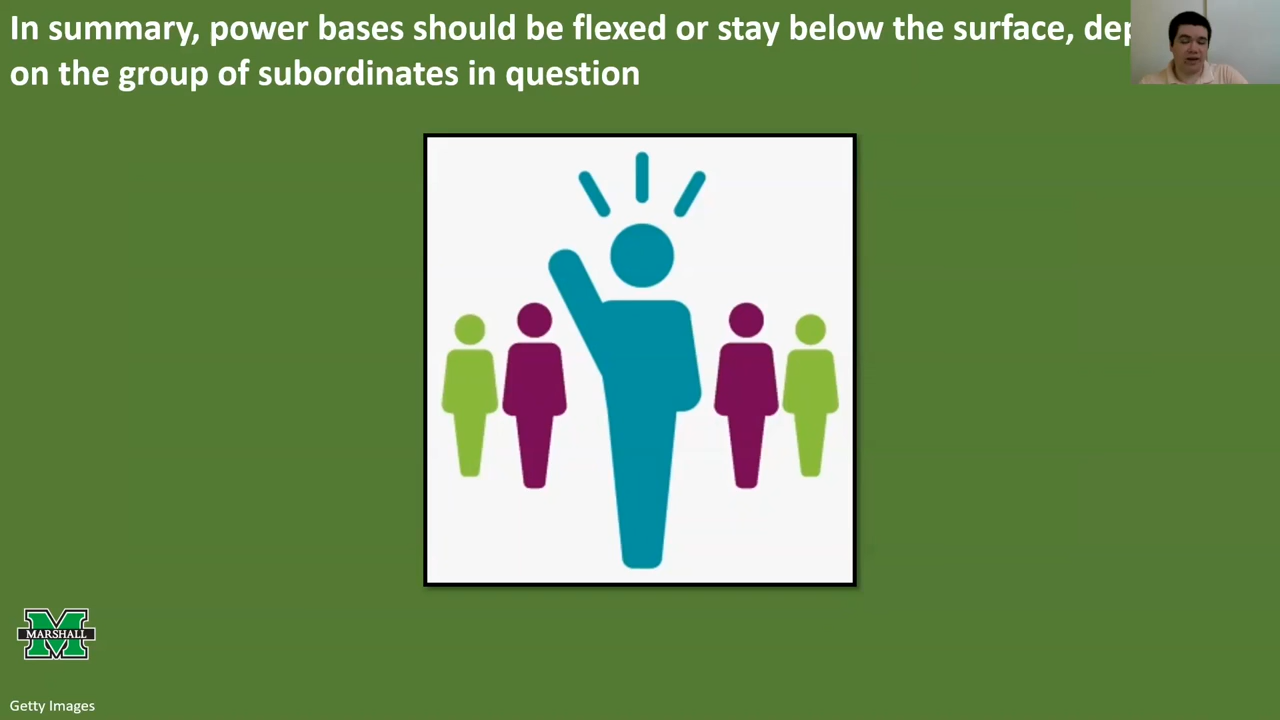 In summary, power bases should be flexed or stay below the surface,
on the group of subordinates in question
MARSHALL
Getty Images